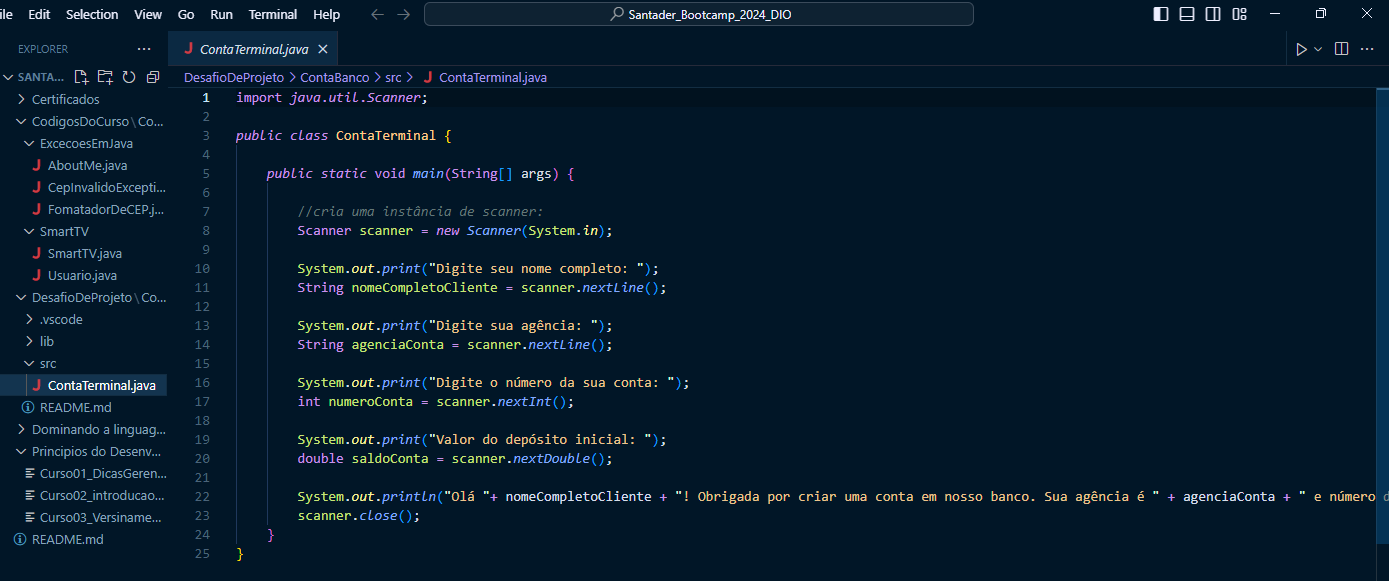 ile Edit Selection View Go Run Terminal Help
Santader_Bootcamp_2024_DIO
EXPLORER
SANTA...
Certificados
CodigosDoCurso\Co...
ExcecoesEmJava
AboutMe.java
CepInvalidoExcepti...
FomatadorDeCEP.j...
SmartTV
SmartTV.java
Usuario.java
DesafioDeProjeto\Co...
.vscode
lib
src
ContaTerminal.java
README.md
Dominando a linguag...
Principios do Desenv...
Curso01_DicasGeren...
Curso02_introducao...
Curso03_Versiname...
README.md
ContaTerminal.java
DesafioDeProjeto > ContaBanco > src > ContaTerminal.java
1 import java.util.Scanner;
2
3 public class ContaTerminal {
4
5 public static void main(String[] args) {
6
7 //cria uma instância de scanner:
8 Scanner scanner = new Scanner(System.in);
9
10 System.out.print("Digite seu nome completo: ");
11 String nomeCompletoCliente = scanner.nextLine();
12
13 System.out.print("Digite sua agência: ");
14 String agenciaConta = scanner.nextLine();
15
16 System.out.print("Digite o número da sua conta: ");
17 int numeroConta = scanner.nextInt();
18
19 System.out.print("Valor do depósito inicial: ");
20 double saldoConta = scanner.nextDouble();
21
22 System.out.println("Olá "+ nomeCompletoCliente + "! Obrigada por criar uma conta em nosso banco. Sua agência é " + agenciaConta + " e número d
23 scanner.close();
24 }
25 }